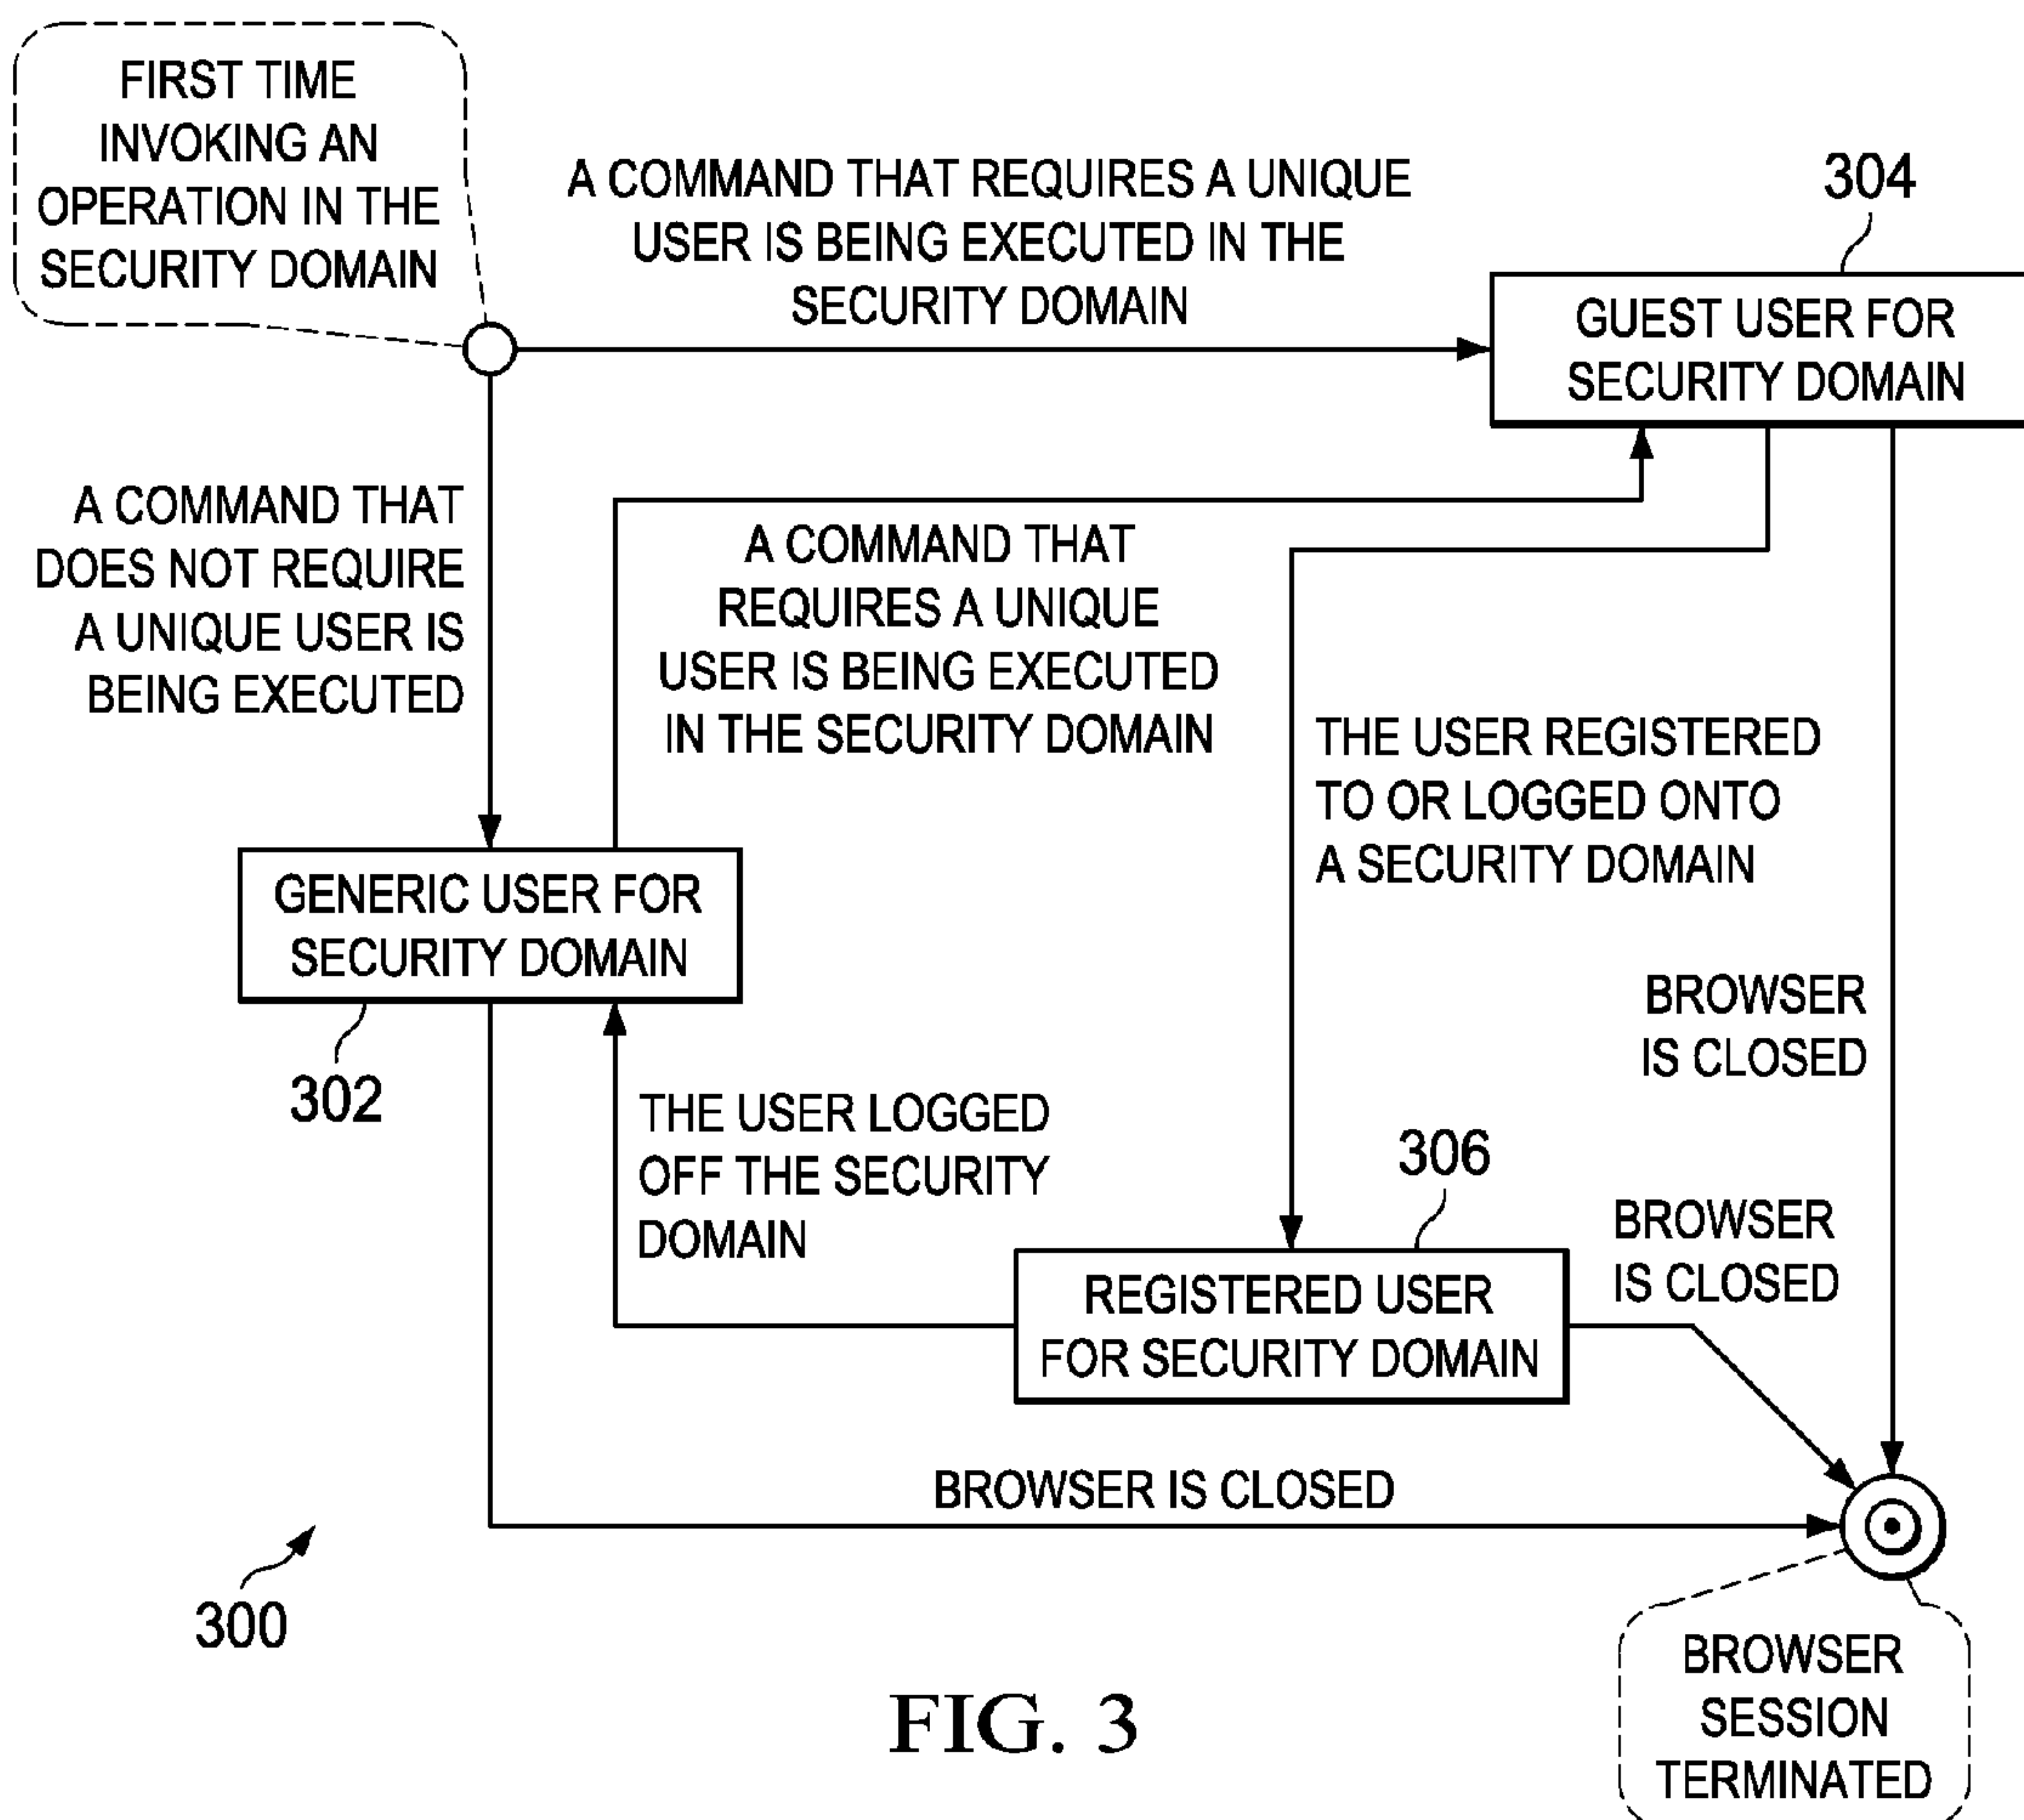 FIRST TIME
INVOKING AN
OPERATION IN THE
SECURITY DOMAIN
A COMMAND THAT REQUIRES A UNIQUE
USER IS BEING EXECUTED IN THE
SECURITY DOMAIN
304
GUEST USER FOR
SECURITY DOMAIN
A COMMAND THAT
DOES NOT REQUIRE
A UNIQUE USER IS
BEING EXECUTED
A COMMAND THAT
REQUIRES A UNIQUE
USER IS BEING EXECUTED
IN THE SECURITY DOMAIN
THE USER REGISTERED
TO OR LOGGED ONTO
A SECURITY DOMAIN
GENERIC USER FOR
SECURITY DOMAIN
302
BROWSER
IS CLOSED
THE USER LOGGED
OFF THE SECURITY
DOMAIN
306
BROWSER
IS CLOSED
REGISTERED USER
FOR SECURITY DOMAIN
BROWSER IS CLOSED
300
BROWSER
SESSION
TERMINATED
FIG. 3